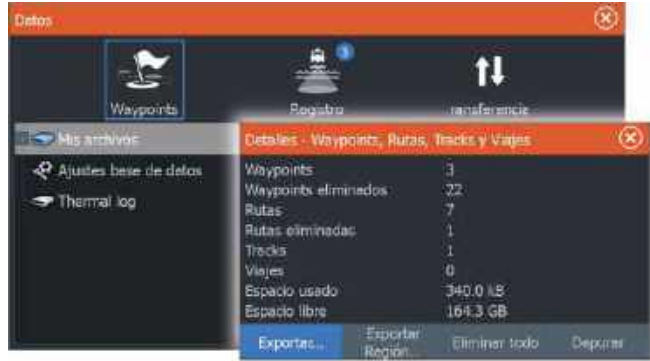 Datos
3
Waypoints
Registro
ransferencie
Mis archivos
Ajustes base de datos
Thermal log
Detalles - Waypoints, Rutas, Tracks y Viajes
Waypoints 3
Waypoints eliminados 22
Rutas 7
Rutas eliminadas 1
Tracks 1
Viajes 0
Espacio usado 340.0 kB
Espacio libre 164.3 GB
Exportar...
Exportar
Región...
Eliminar todo
Depurar